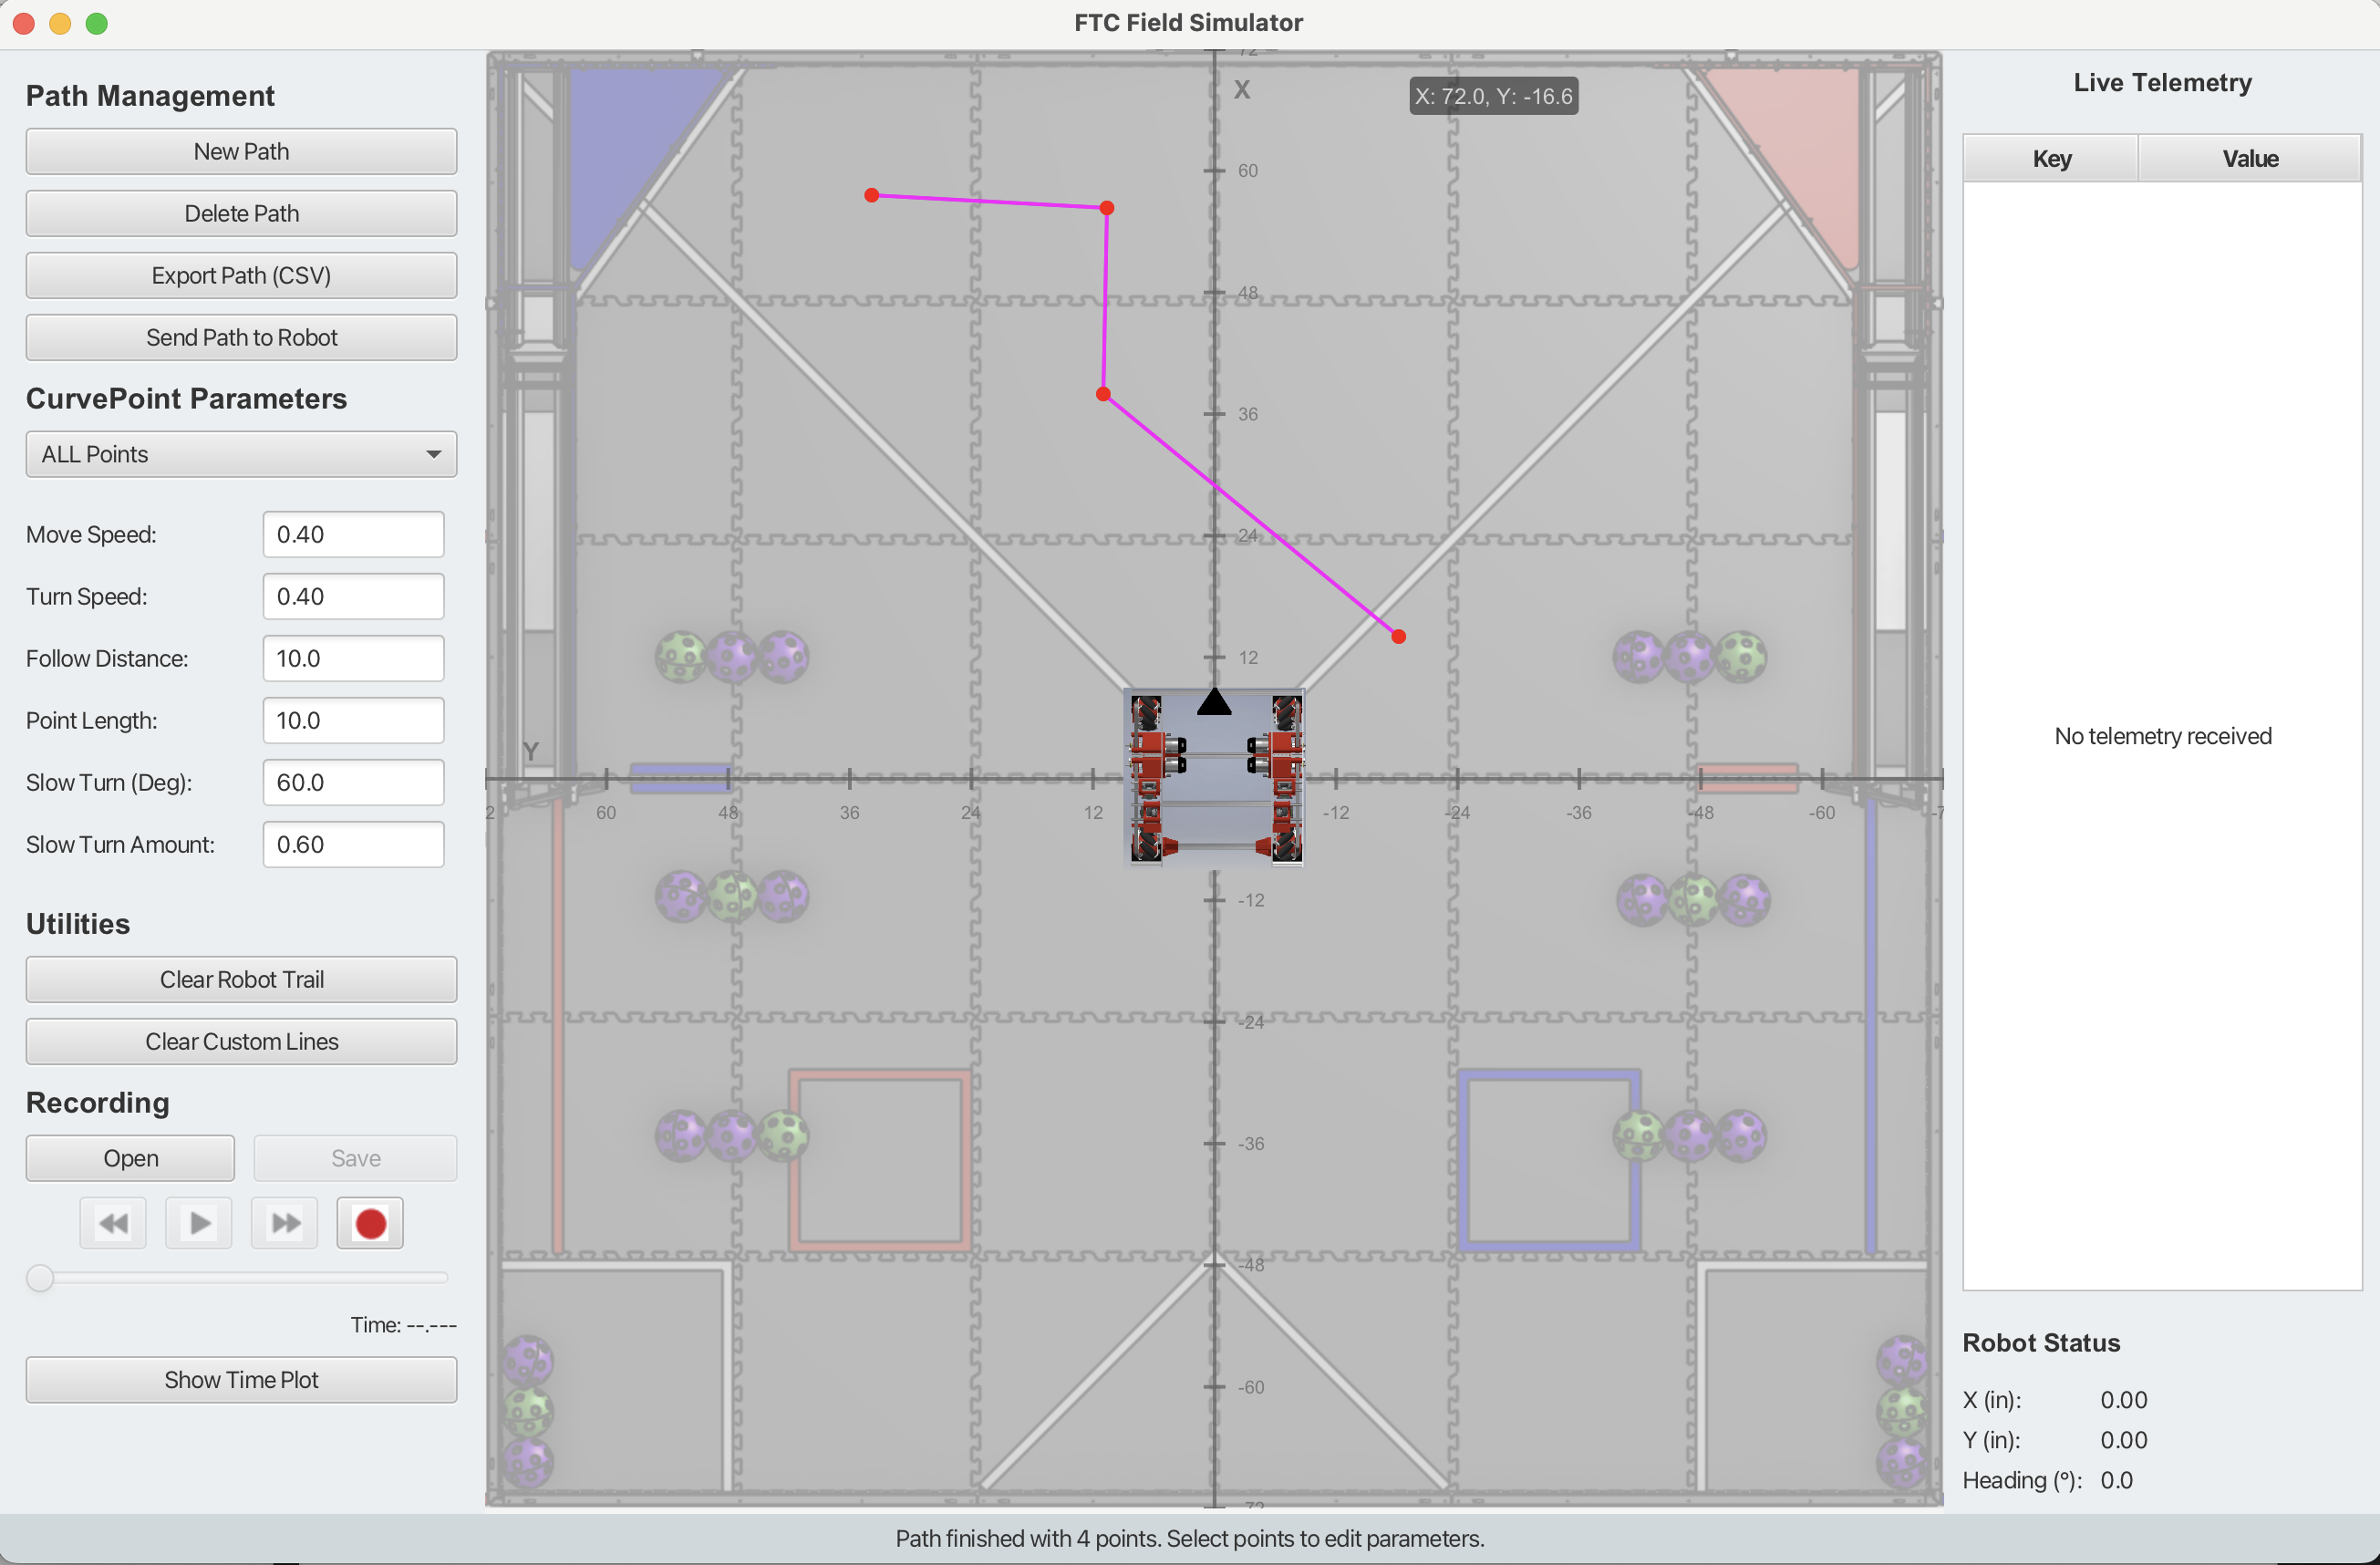 FTC Field Simulator
Path Management
New Path
Delete Path
Export Path (CSV)
Send Path to Robot
CurvePoint Parameters
ALL Points
Move Speed: 0.40
Turn Speed: 0.40
Follow Distance: 10.0
Point Length: 10.0
Slow Turn (Deg): 60.0
Slow Turn Amount: 0.60
Utilities
Clear Robot Trail
Clear Custom Lines
Recording
Open Save
Time: --.---
Show Time Plot
72
X
X: 72.0, Y: -16.6
60
48
36
24
12
Y
2 60 48 36 24 12 -12 -24 -36 -48 -60 -7
-12
-24
-36
-48
-60
-72
Live Telemetry
Key Value
No telemetry received
Robot Status
X (in): 0.00
Y (in): 0.00
Heading (°): 0.0
Path finished with 4 points. Select points to edit parameters.